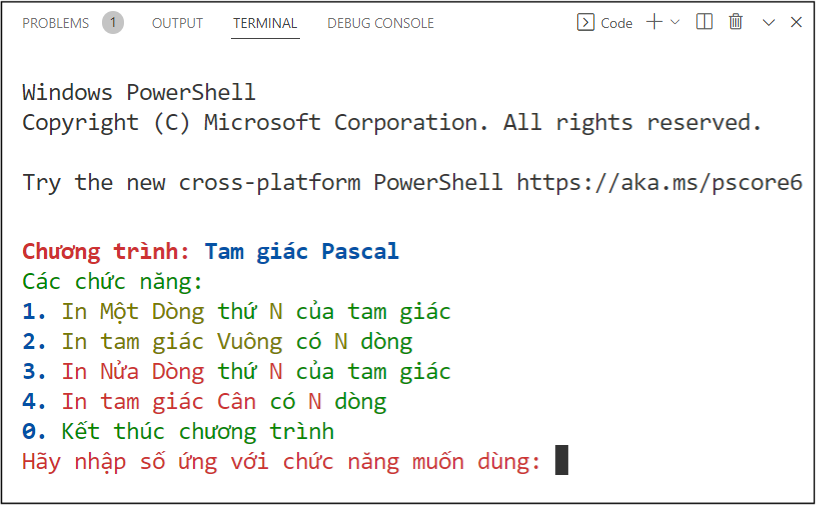 PROBLEMS 1 OUTPUT TERMINAL DEBUG CONSOLE Code
Windows PowerShell
Copyright (C) Microsoft Corporation. All rights reserved.
Try the new cross-platform PowerShell https://aka.ms/pscore6
Chương trình: Tam giác Pascal
Các chức năng:
1. In Một Dòng thứ N của tam giác
2. In tam giác Vuông có N dòng
3. In Nửa Dòng thứ N của tam giác
4. In tam giác Cân có N dòng
0. Kết thúc chương trình
Hãy nhập số ứng với chức năng muốn dùng: